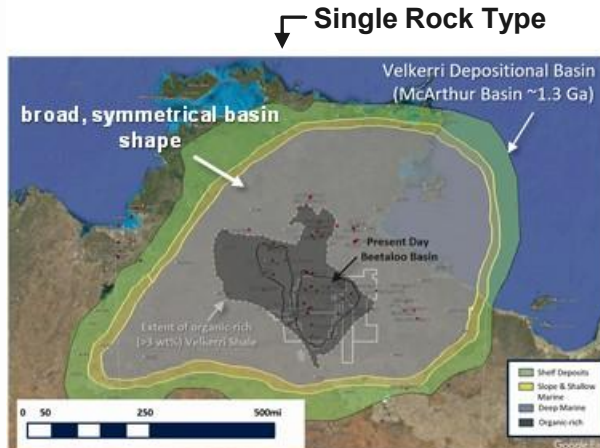 Single Rock Type
Velkerri Depositional Basin
(McArthur Basin ~1.3 Ga)
broad, symmetrical basin
shape
Present Day
Beetaloo Basin
Extent of organic-rich
(>3 wt%) Velkerri Shale
Shelf Deposits
Slope & Shallow
Marine
Deep Marine
Organic-rich
0 50 250 500mi
Google